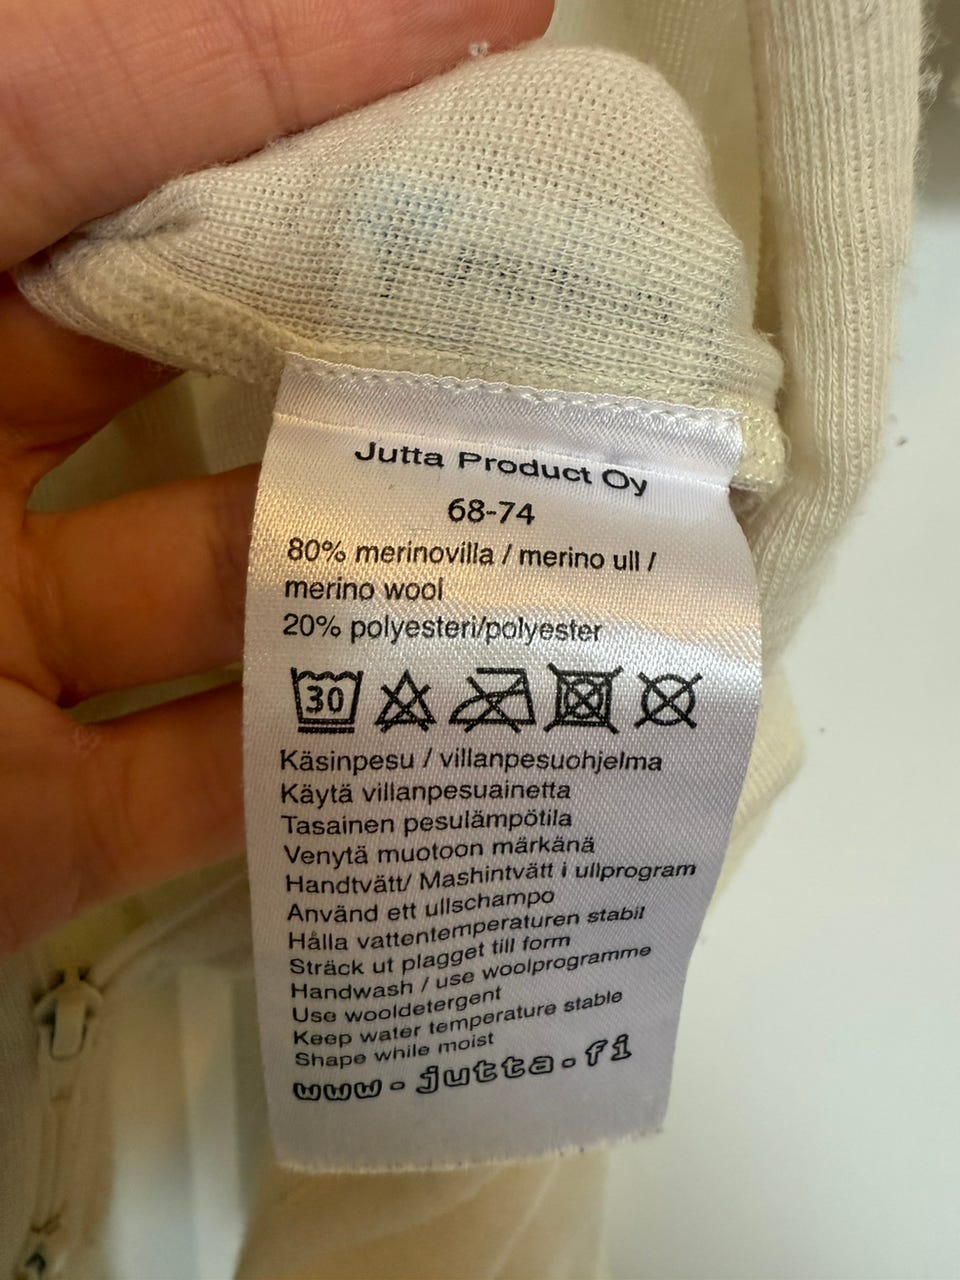 Jutta Product Oy
68-74
80% merinovilla / merino ull /
merino wool
20% polyesteri/polyester
30
Käsinpesu / villanpesuohjelma
Käytä villanpesuainetta
Tasainen pesulämpötila
Venytä muotoon märkänä
Handtvätt/ Mashintvätt i ullprogram
Använd ett ullschampo
Hålla vattentemperaturen stabil
Sträck ut plagget till form
Handwash / use woolprogramme
Use wooldetergent
Keep water temperature stable
Shape while moist
www.jutta.fi